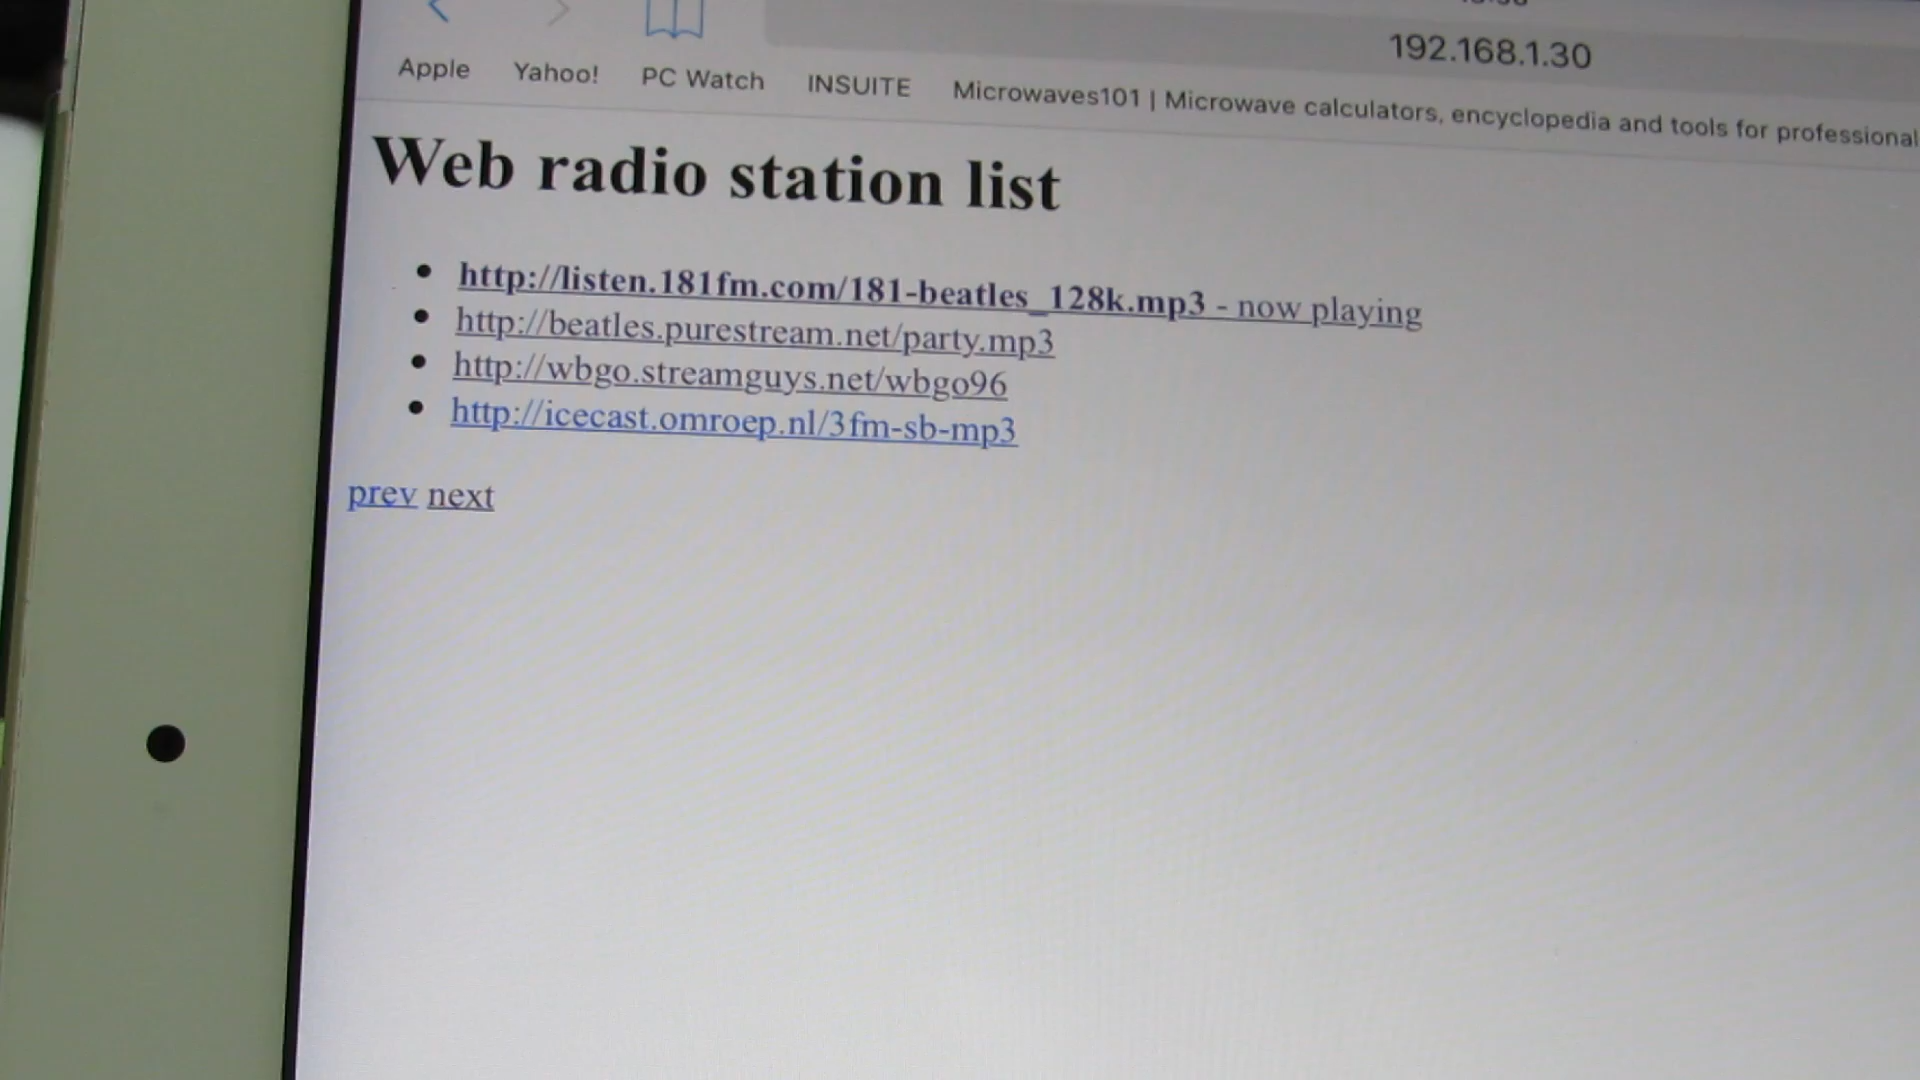 192.168.1.30
Apple Yahoo! PC Watch INSUITE Microwaves101 | Microwave calculators, encyclopedia and tools for professional
Web radio station list
http://listen.181fm.com/181-beatles_128k.mp3 - now playing
http://beatles.purestream.net/party.mp3
http://wbgo.streamguys.net/wbgo96
http://icecast.omroep.nl/3fm-sb-mp3
prev next